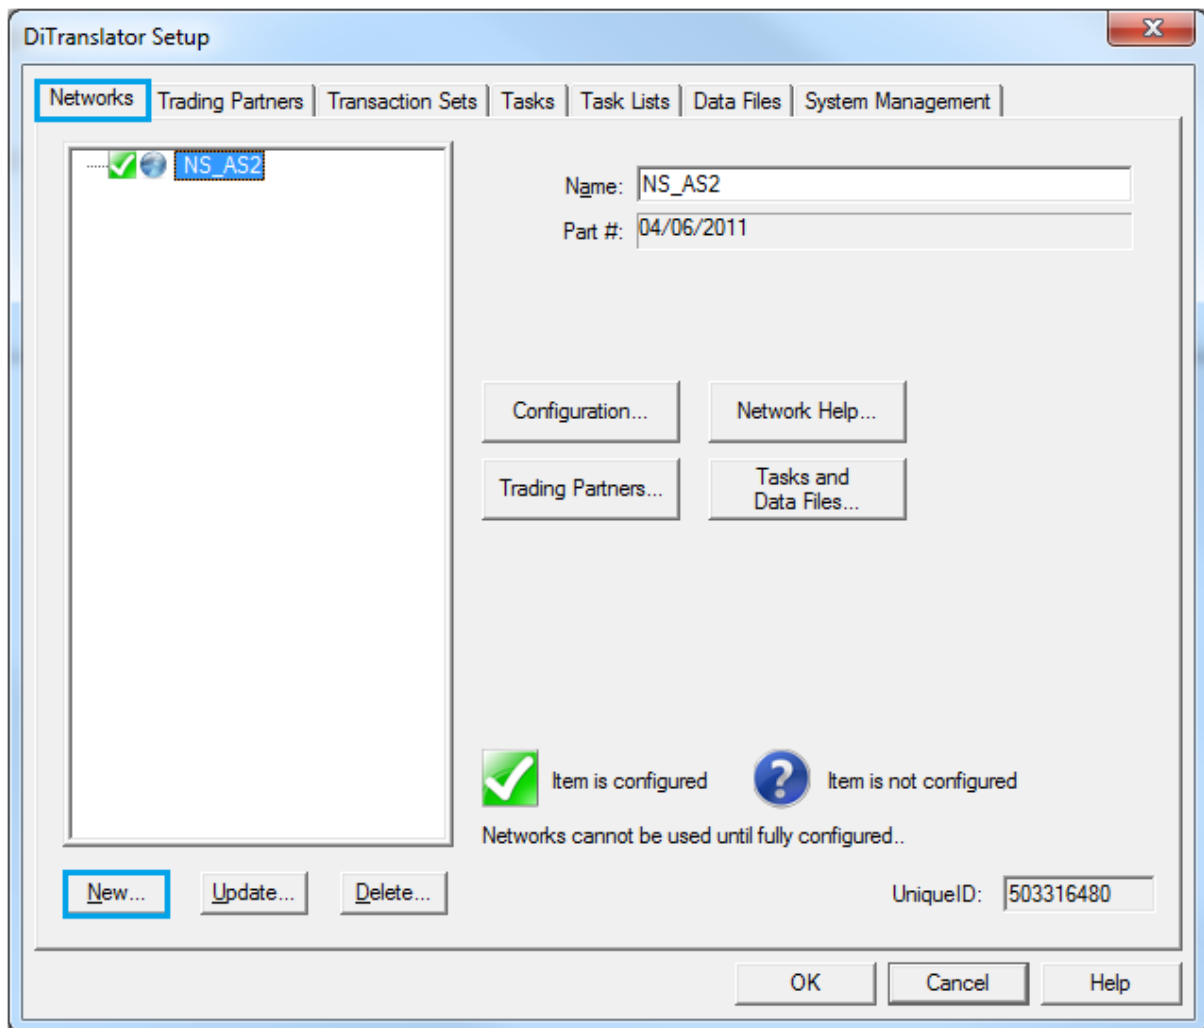 DiTranslator Setup
Networks Trading Partners Transaction Sets Tasks Task Lists Data Files System Management
NS_AS2
Name: NS_AS2
Part #: 04/06/2011
Configuration... Network Help...
Trading Partners... Tasks and
Data Files...
Item is configured Item is not configured
Networks cannot be used until fully configured..
New... Update... Delete... UniqueID: 503316480
OK Cancel Help